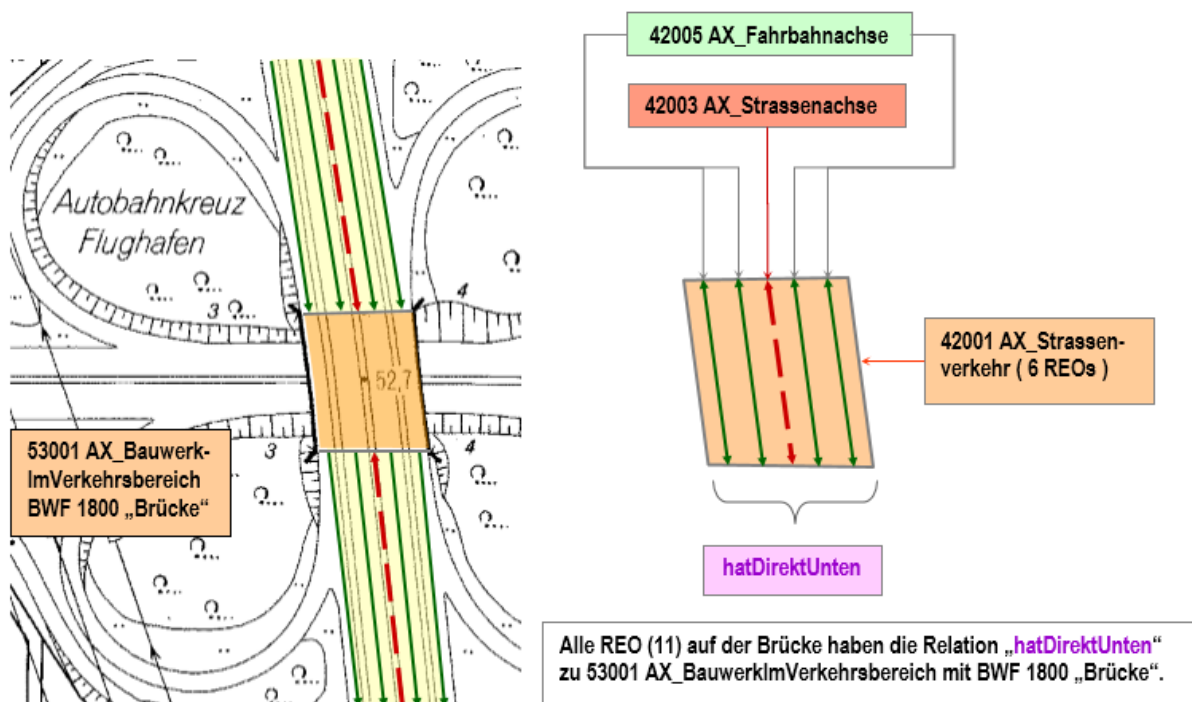 42005 AX_Fahrbahnachse
42003 AX_Strassenachse
Autobahnkreuz
Flughafen
3
4
52,7
42001 AX_Strassen-
verkehr ( 6 REOs )
53001 AX_Bauwerk-
ImVerkehrsbereich
BWF 1800 „Brücke“
3
4
hatDirektUnten
Alle REO (11) auf der Brücke haben die Relation „hatDirektUnten“
zu 53001 AX_BauwerkImVerkehrsbereich mit BWF 1800 „Brücke“.